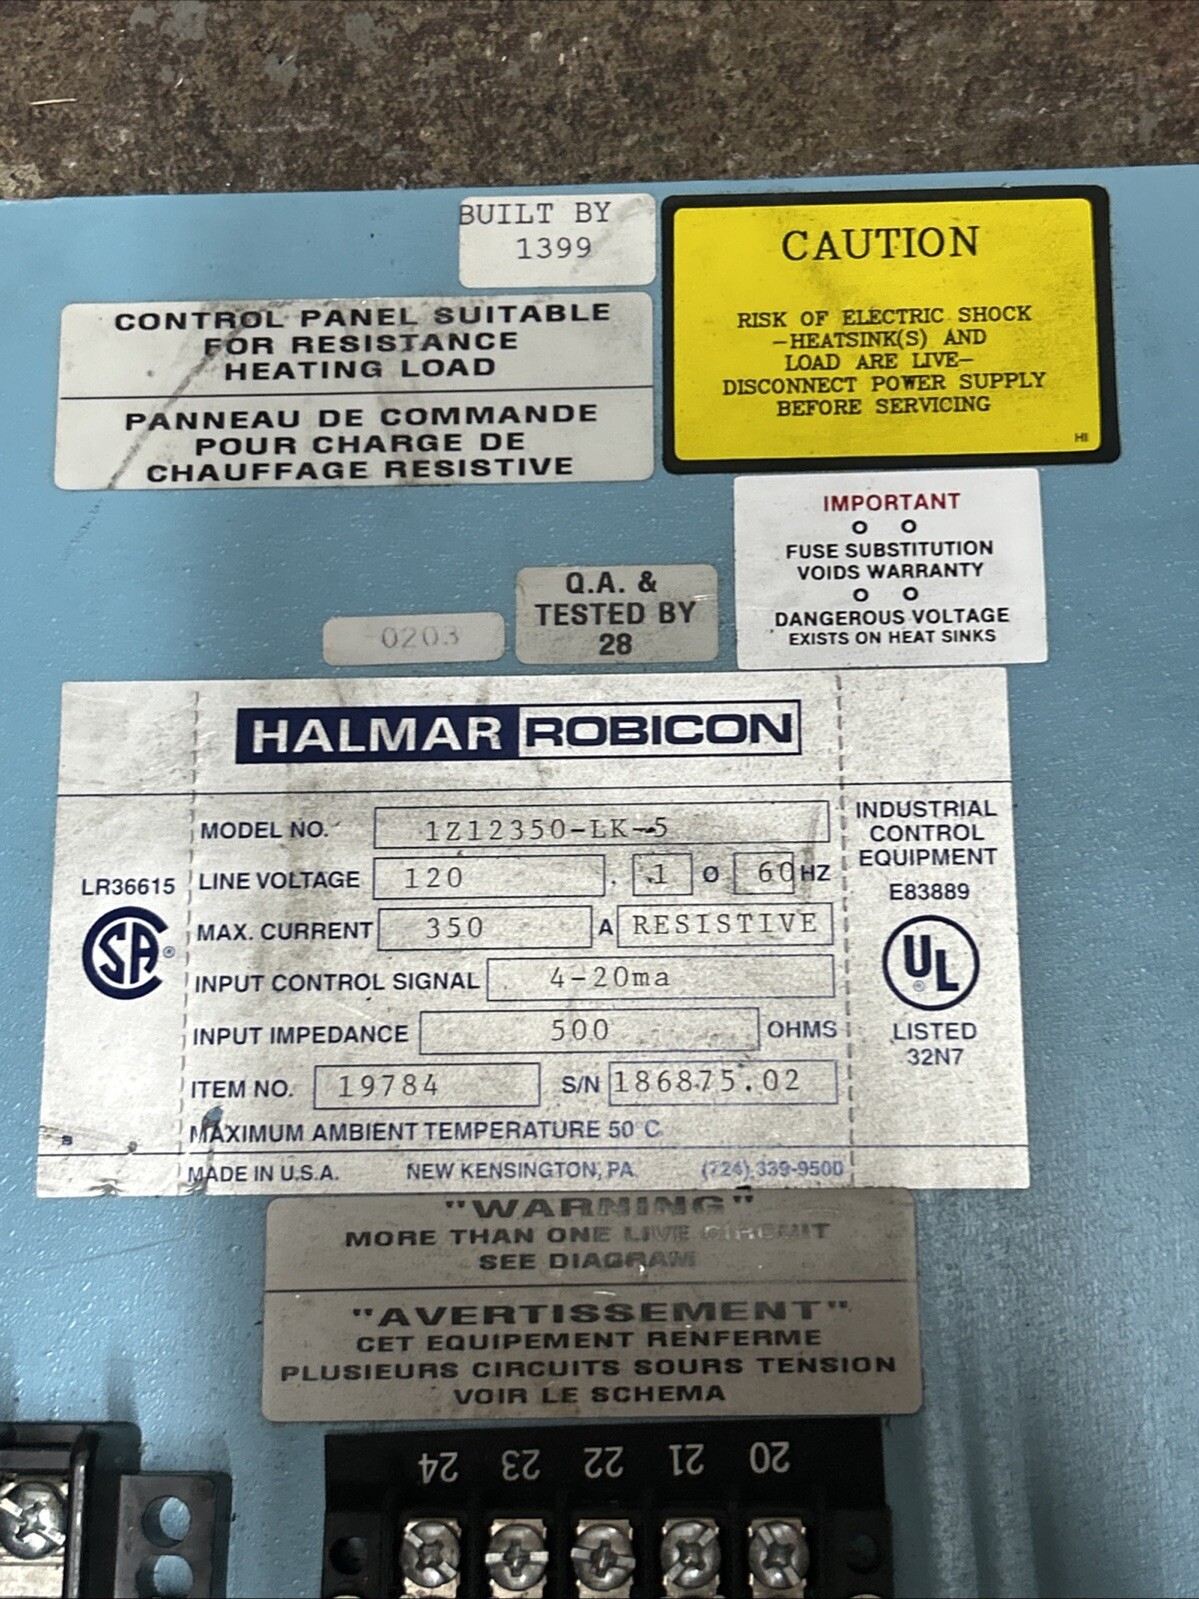 BUILT BY
1399
CONTROL PANEL SUITABLE
FOR RESISTANCE
HEATING LOAD
PANNEAU DE COMMANDE
POUR CHARGE DE
CHAUFFAGE RESISTIVE
CAUTION
RISK OF ELECTRIC SHOCK
-HEATSINK(S) AND
LOAD ARE LIVE-
DISCONNECT POWER SUPPLY
BEFORE SERVICING
HI
IMPORTANT
FUSE SUBSTITUTION
VOIDS WARRANTY
DANGEROUS VOLTAGE
EXISTS ON HEAT SINKS
Q.A. &
TESTED BY
28
0203
HALMAR ROBICON
LR36615
SA ®
MODEL NO. 1Z12350-LK-5
LINE VOLTAGE 120 , 1 Ø 60 HZ
MAX. CURRENT 350 A RESISTIVE
INPUT CONTROL SIGNAL 4-20ma
INPUT IMPEDANCE 500 OHMS
ITEM NO. 19784 S/N 186875.02
MAXIMUM AMBIENT TEMPERATURE 50°C
MADE IN U.S.A. NEW KENSINGTON, PA (724) 339-9500
INDUSTRIAL
CONTROL
EQUIPMENT
E83889
UL ®
LISTED
32N7
"WARNING"
MORE THAN ONE LIVE CIRCUIT
SEE DIAGRAM
"AVERTISSEMENT"
CET EQUIPEMENT RENFERME
PLUSIEURS CIRCUITS SOURS TENSION
VOIR LE SCHEMA
24 23 22 21 20